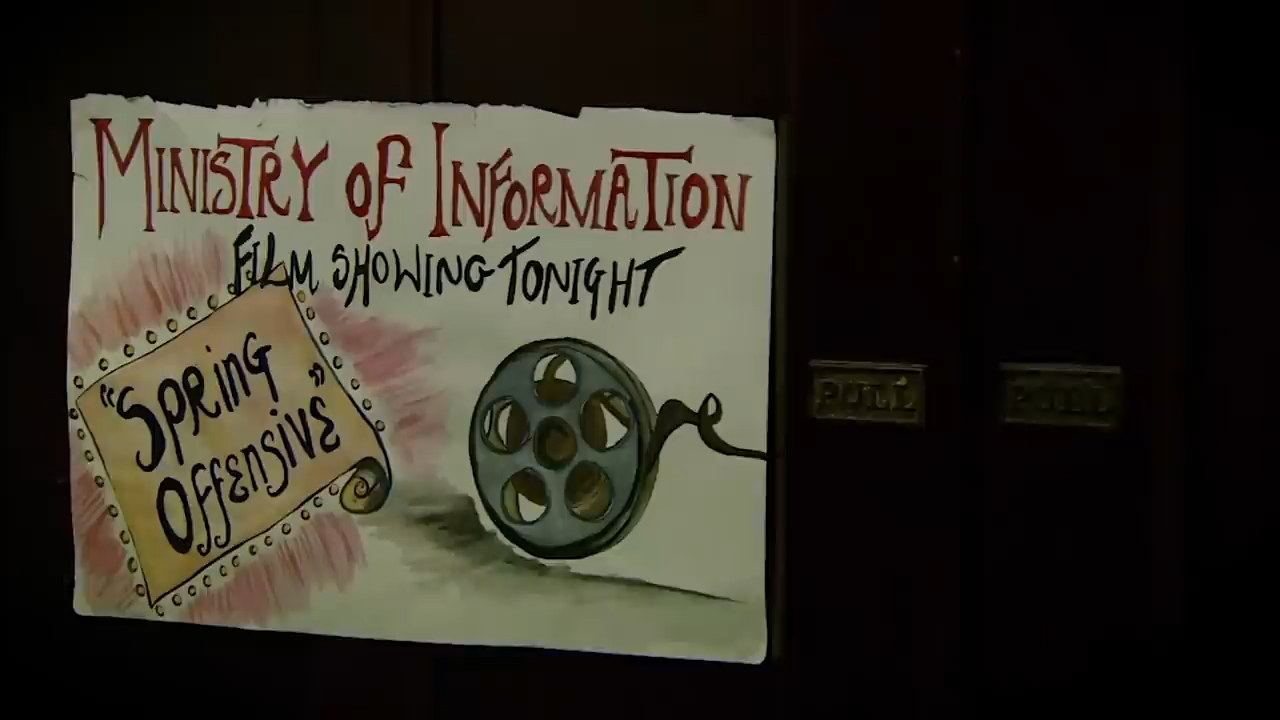 MINISTRY OF INFORMATION
FILM SHOWING TONIGHT
"SPRING
OFFENSIVE"
PULL
PULL